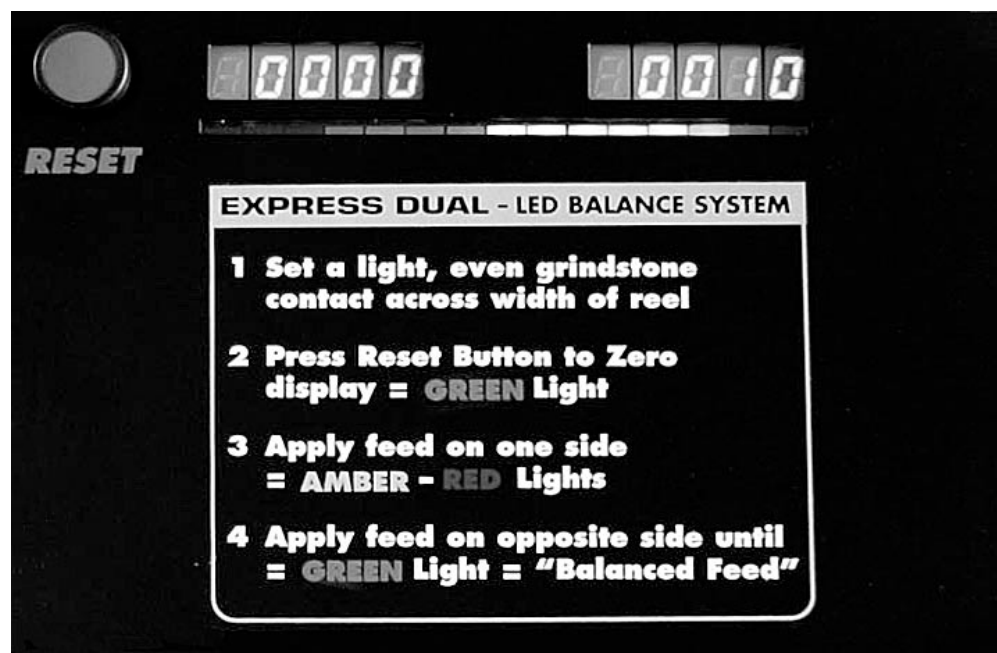 0000 0010
RESET
EXPRESS DUAL - LED BALANCE SYSTEM
1 Set a light, even grindstone
contact across width of reel
2 Press Reset Button to Zero
display = GREEN Light
3 Apply feed on one side
= AMBER - RED Lights
4 Apply feed on opposite side until
= GREEN Light = "Balanced Feed"